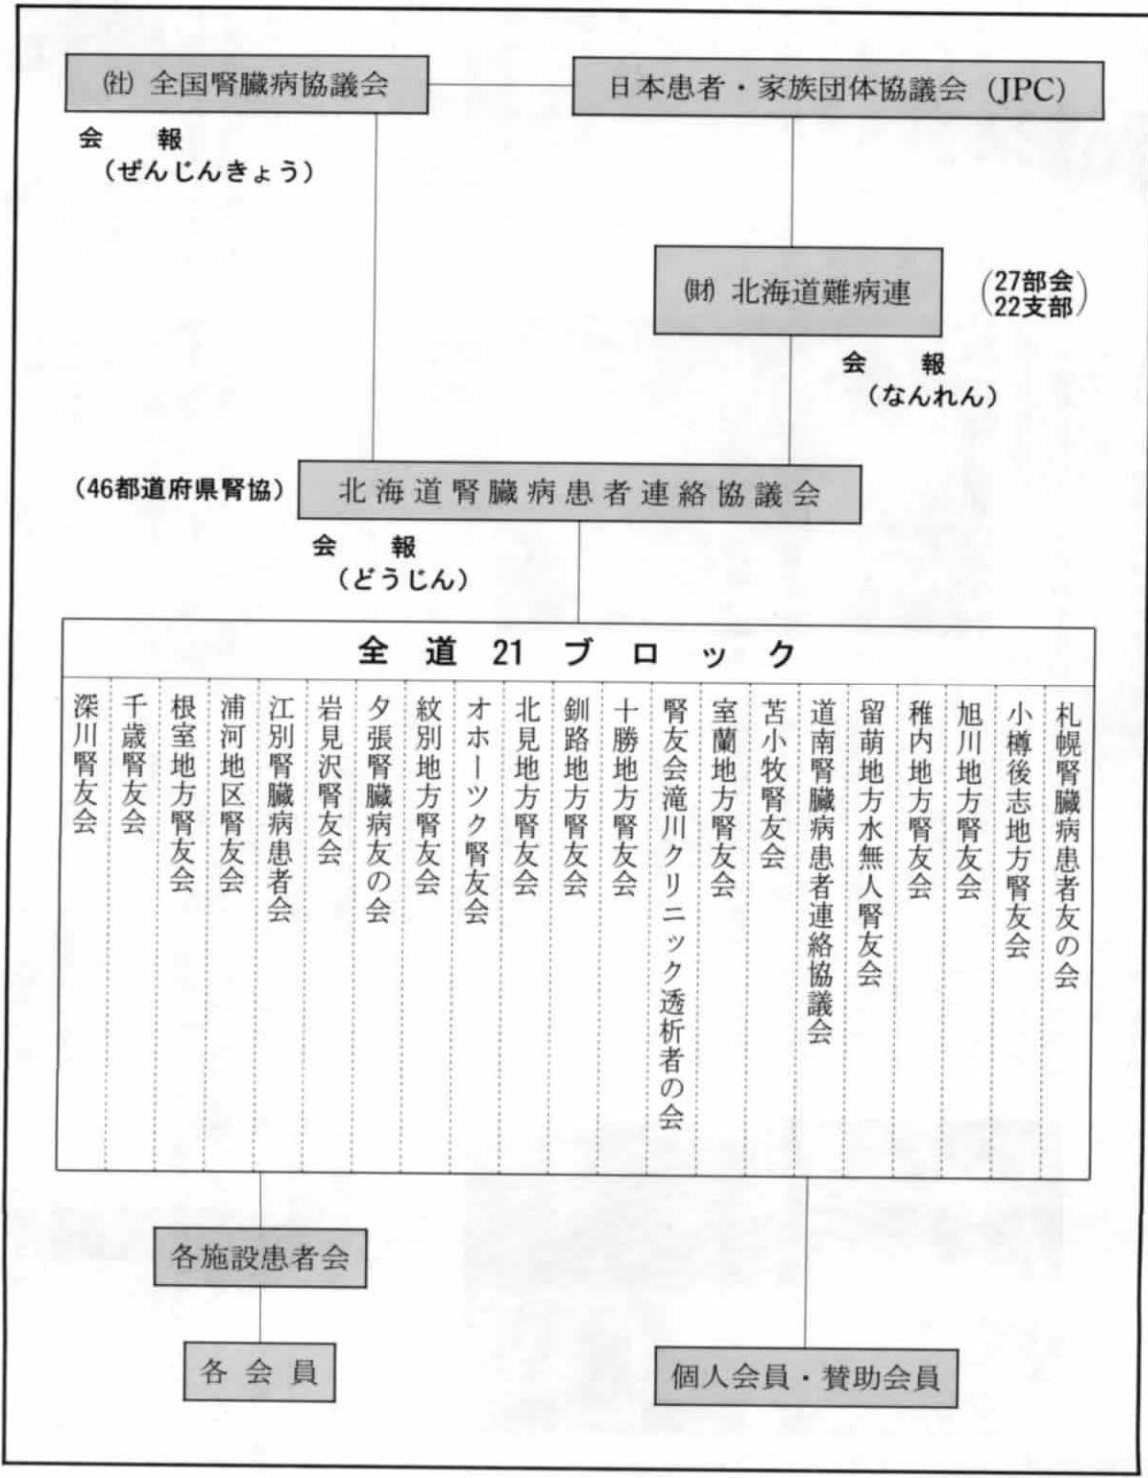 ㈳ 全国腎臓病協議会
日本患者・家族団体協議会(JPC)
会報
(ぜんじんきょう)
㈶ 北海道難病連
(27部会
22支部)
会報
(なんれん)
(46都道府県腎協)
北海道腎臓病患者連絡協議会
会報
(どうじん)
全道21ブロック
札幌腎臓病患者友の会
小樽後志地方腎友会
旭川地方腎友会
稚内地方腎友会
留萌地方水無人腎友会
道南腎臓病患者連絡協議会
苫小牧腎友会
室蘭地方腎友会
腎友会滝川クリニック透析者の会
十勝地方腎友会
釧路地方腎友会
北見地方腎友会
オホーツク腎友会
紋別地方腎友会
夕張腎臓病友の会
岩見沢腎友会
江別腎臓病患者会
浦河地区腎友会
根室地方腎友会
千歳腎友会
深川腎友会
各施設患者会
各会員
個人会員・賛助会員